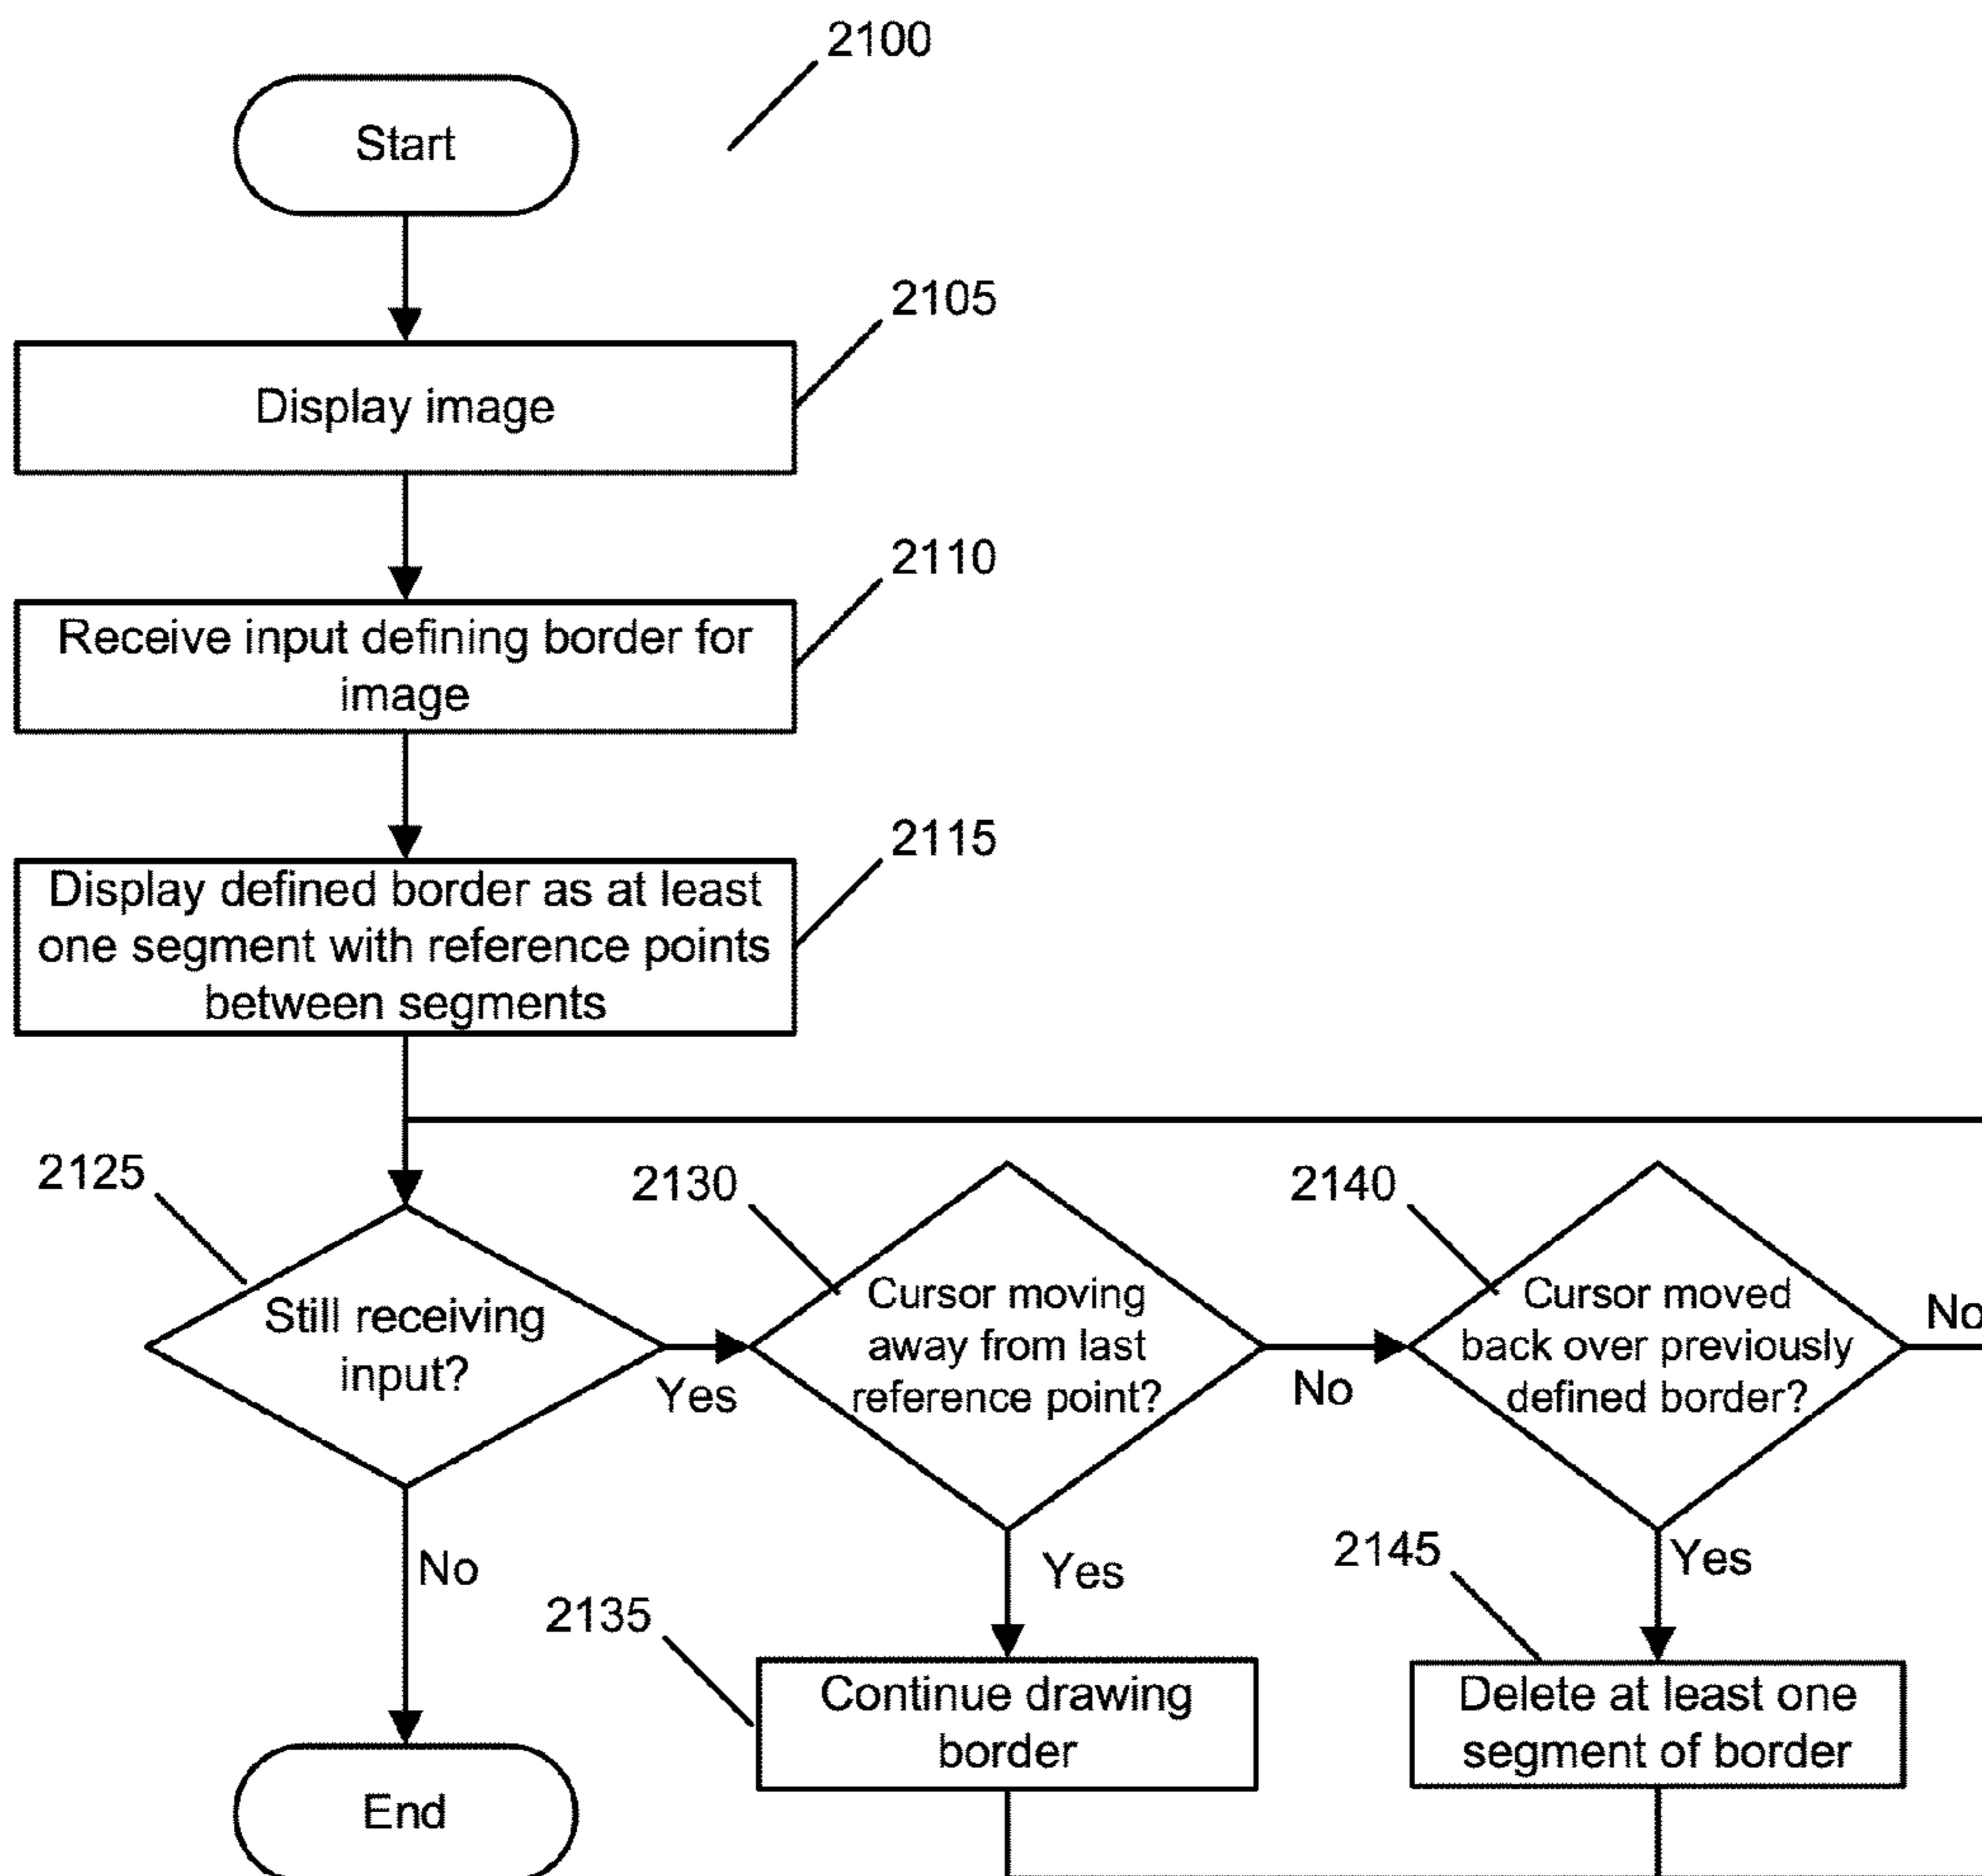 2100
Start
2105
Display image
2110
Receive input defining border for
image
2115
Display defined border as at least
one segment with reference points
between segments
2125
Still receiving
input?
Yes
No
2130
Cursor moving
away from last
reference point?
No
Yes
2140
Cursor moved
back over previously
defined border?
No
Yes
2135
Continue drawing
border
2145
Delete at least one
segment of border
End